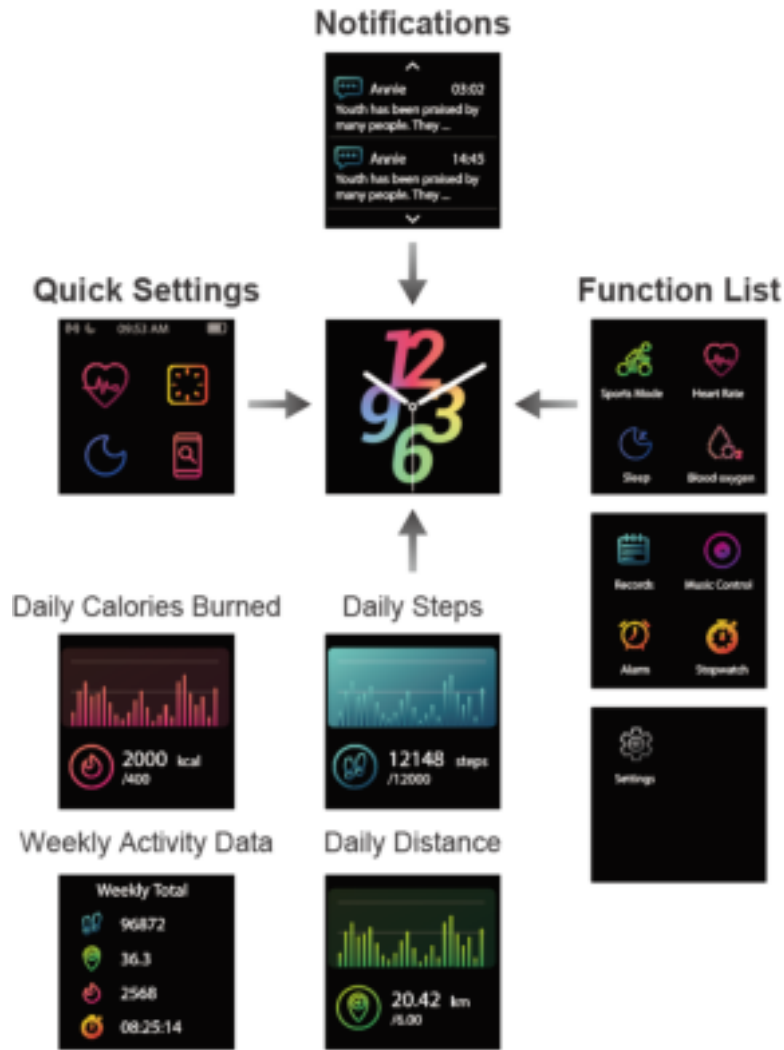 Notifications
Annie 03:02
Youth has been praised by
many people. They ...
Annie 14:45
Youth has been praised by
many people. They ...
Quick Settings
09:53 AM
12
9 3
6
Function List
Sports Mode Heart Rate
Sleep Blood oxygen
Records Music Control
Alarm Stopwatch
Settings
Daily Calories Burned
2000 kcal
/400
Daily Steps
12148 steps
/12000
Weekly Activity Data
Weekly Total
96872
36.3
2568
08:25:14
Daily Distance
20.42 km
/6.00